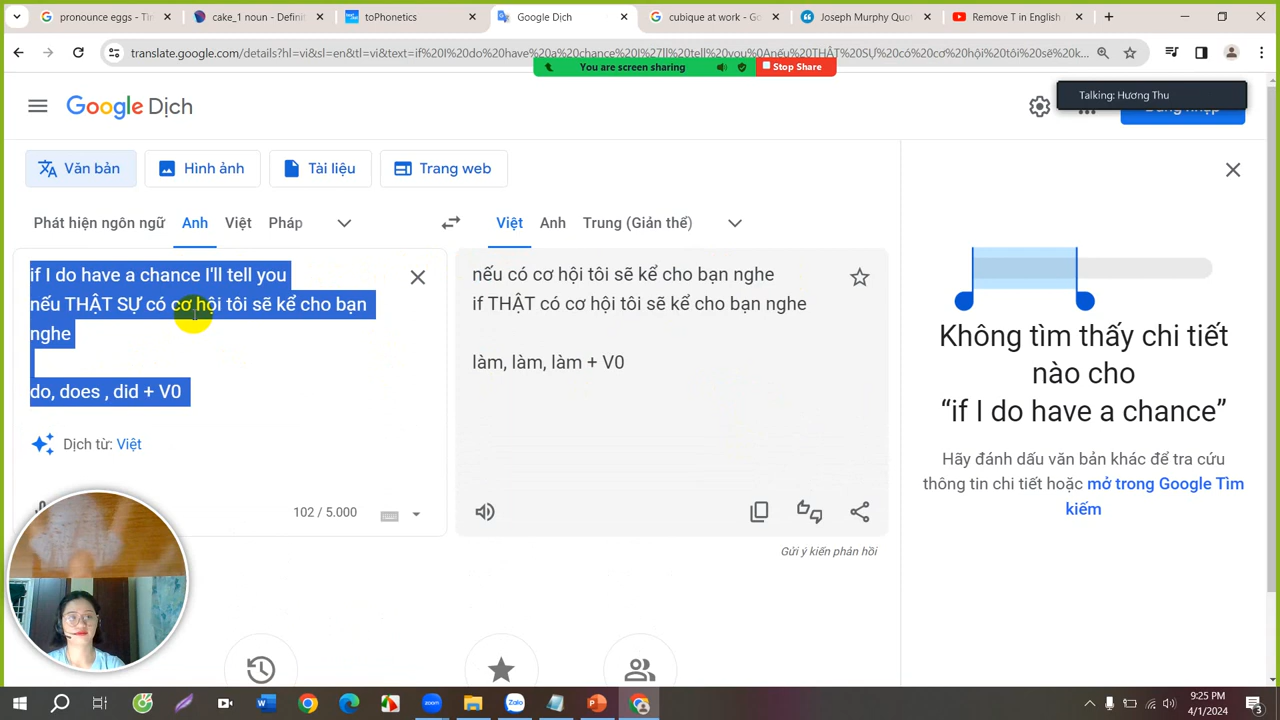 pronounce eggs - Tìm
cake_1 noun - Definit
toPhonetics
Google Dịch
cubique at work - Go
Joseph Murphy Quot
Remove T in English
translate.google.com/details?hl=vi&sl=en&tl=vi&text=if%20I%20do%20have%20a%20chance%20I%27ll%20tell%20you%0Anếu%20THẬT%20SỰ%20có%20cơ%20hội%20tôi%20sẽ%20k...
You are screen sharing
Stop Share
Talking: Hương Thu
Google Dịch
Văn bản
Hình ảnh
Tài liệu
Trang web
Phát hiện ngôn ngữ
Anh
Việt
Pháp
Việt
Anh
Trung (Giản thể)
if I do have a chance I'll tell you
nếu THẬT SỰ có cơ hội tôi sẽ kể cho bạn
nghe
do, does , did + V0
Dịch từ: Việt
102 / 5.000
nếu có cơ hội tôi sẽ kể cho bạn nghe
if THẬT có cơ hội tôi sẽ kể cho bạn nghe
làm, làm, làm + V0
Gửi ý kiến phản hồi
Không tìm thấy chi tiết
nào cho
“if I do have a chance”
Hãy đánh dấu văn bản khác để tra cứu
thông tin chi tiết hoặc mở trong Google Tìm
kiếm
zoom
Zalo
9:25 PM
4/1/2024
3